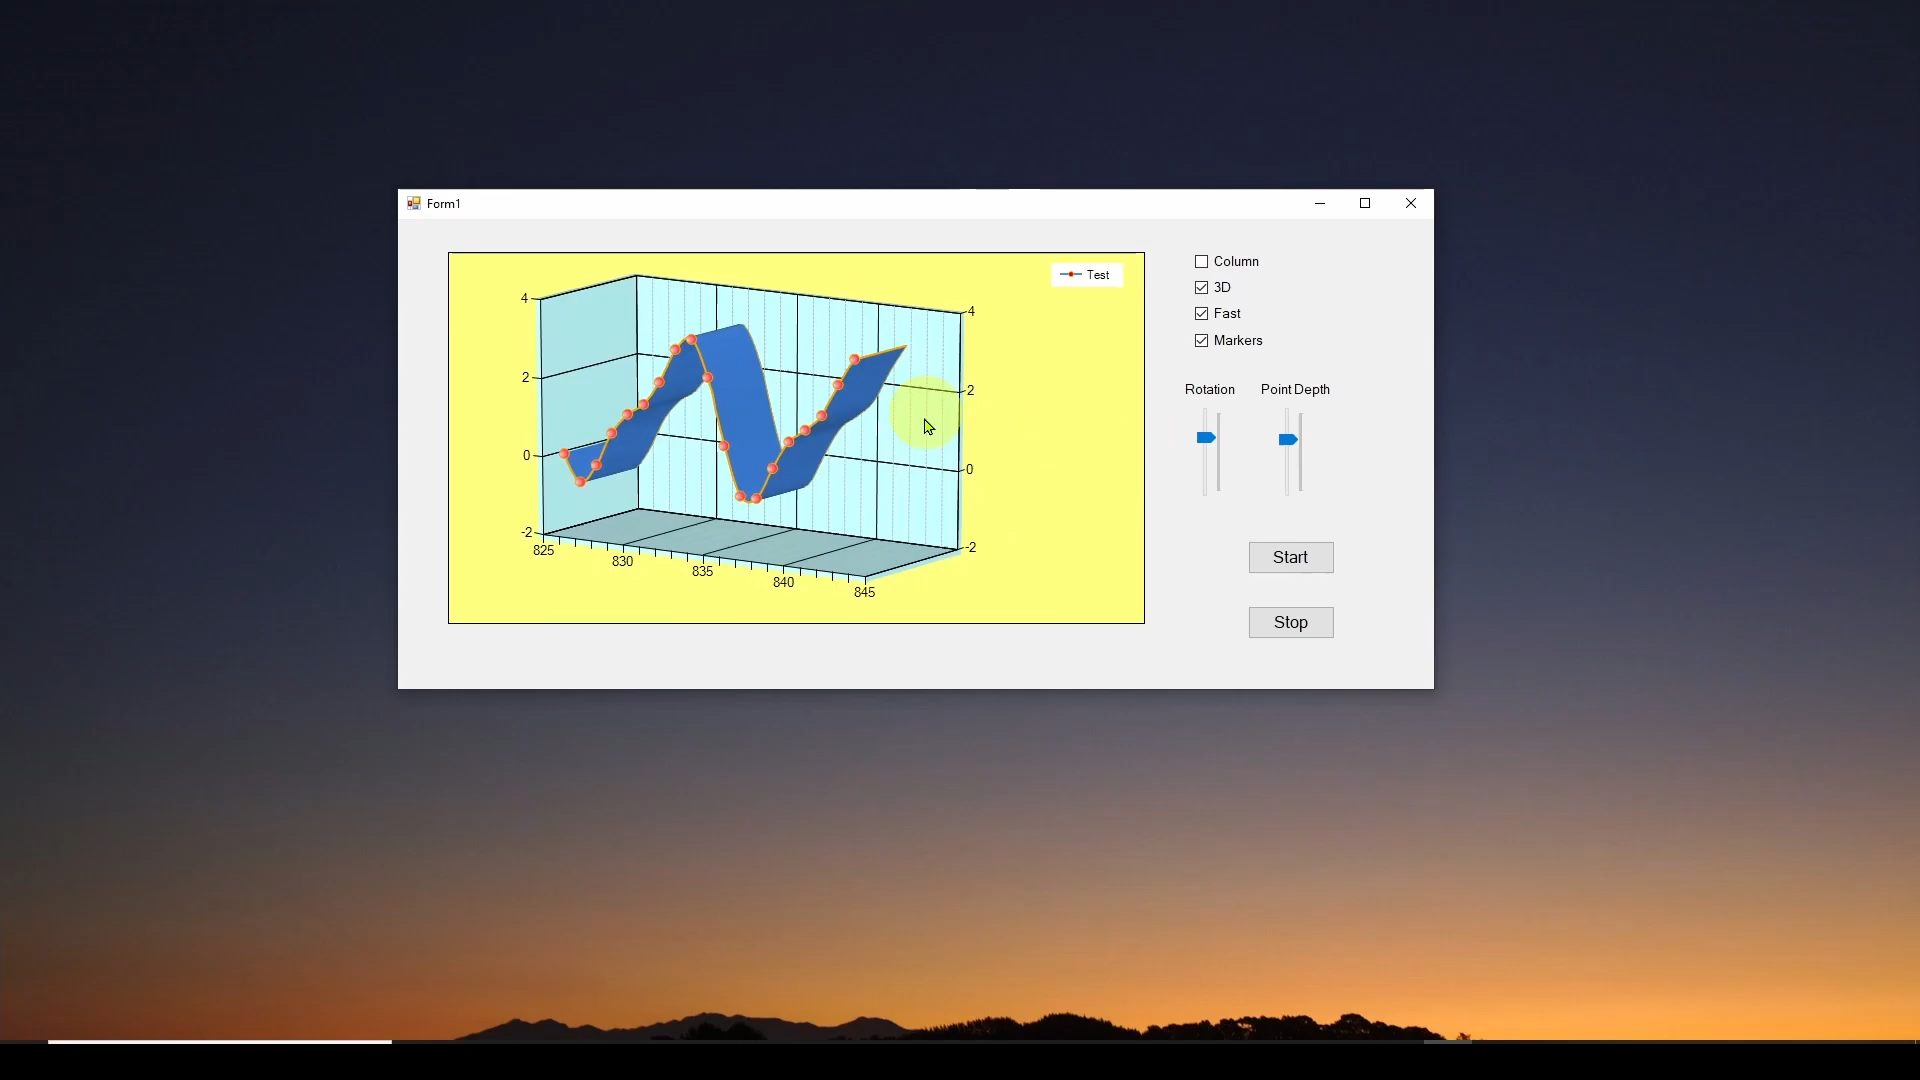 Form1
Test
4
2
0
-2
4
2
0
-2
825
830
835
840
845
Column
3D
Fast
Markers
Rotation Point Depth
Start
Stop